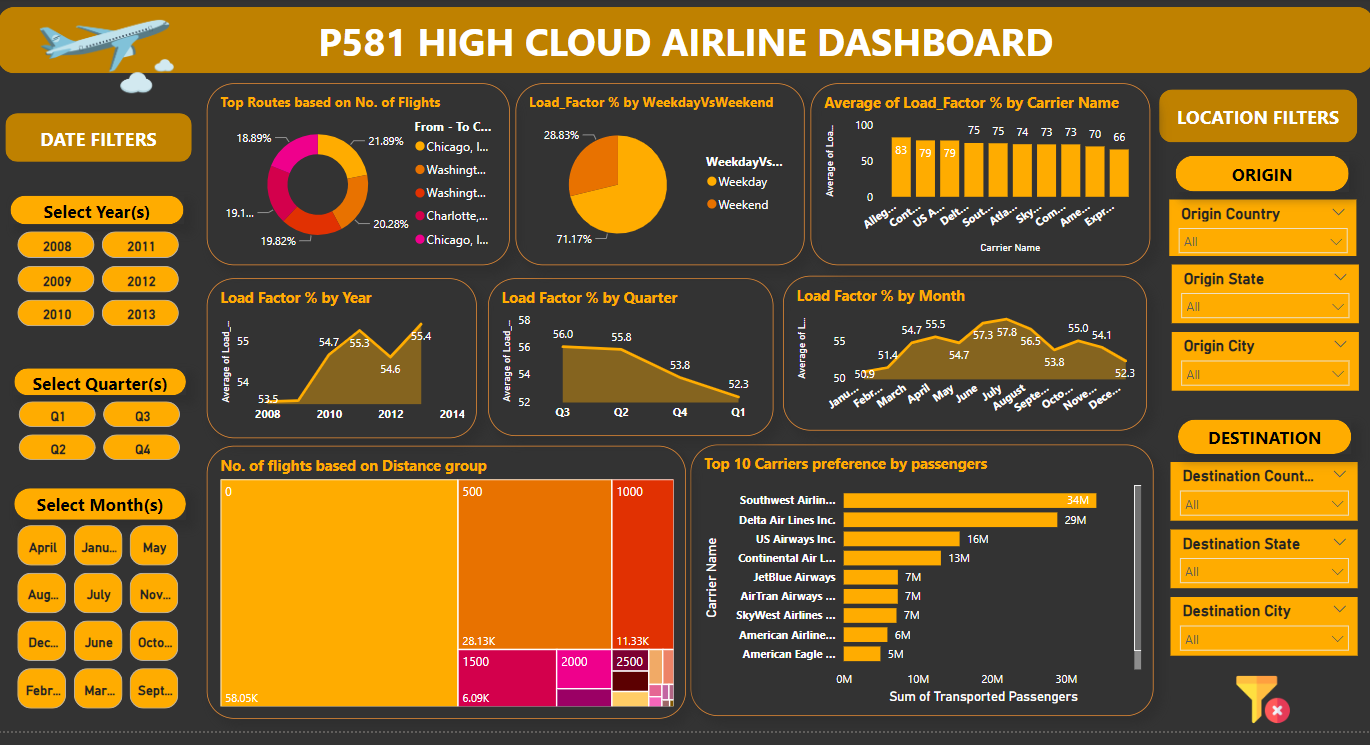 P581 HIGH CLOUD AIRLINE DASHBOARD
DATE FILTERS
Select Year(s)
2008
2011
2009
2012
2010
2013
Select Quarter(s)
Q1
Q3
Q2
Q4
Select Month(s)
April
Janu...
May
Aug...
July
Nov...
Dec...
June
Octo...
Febr...
Mar...
Sept...
Top Routes based on No. of Flights
18.89%
21.89%
19.1...
20.28%
19.82%
From - To C...
Chicago, I...
Washingt...
Washingt...
Charlotte,...
Chicago, I...
Load_Factor % by WeekdayVsWeekend
28.83%
71.17%
WeekdayVs...
Weekday
Weekend
Average of Load_Factor % by Carrier Name
Average of Loa...
100
50
0
83
79
79
75
75
74
73
73
70
66
Alleg...
Cont...
US A...
Delt...
Sout...
Atla...
Sky...
Com...
Ame...
Expr...
Carrier Name
Load Factor % by Year
Average of Load_...
55
54
53.5
54.7
55.3
54.6
55.4
2008
2010
2012
2014
Load Factor % by Quarter
Average of Load_...
58
56
54
52
56.0
55.8
53.8
52.3
Q3
Q2
Q4
Q1
Load Factor % by Month
Average of L...
55
50
50.9
51.4
54.7
55.5
54.7
57.3
57.8
56.5
53.8
55.0
54.1
52.3
Janu...
Febr...
March
April
May
June
July
August
Septe...
Octo...
Nove...
Dece...
No. of flights based on Distance group
0
58.05K
500
28.13K
1000
11.33K
1500
6.09K
2000
2500
Top 10 Carriers preference by passengers
Carrier Name
Southwest Airlin...
34M
Delta Air Lines Inc.
29M
US Airways Inc.
16M
Continental Air L...
13M
JetBlue Airways
7M
AirTran Airways ...
7M
SkyWest Airlines ...
7M
American Airline...
6M
American Eagle ...
5M
0M
10M
20M
30M
Sum of Transported Passengers
LOCATION FILTERS
ORIGIN
Origin Country
All
Origin State
All
Origin City
All
DESTINATION
Destination Count...
All
Destination State
All
Destination City
All